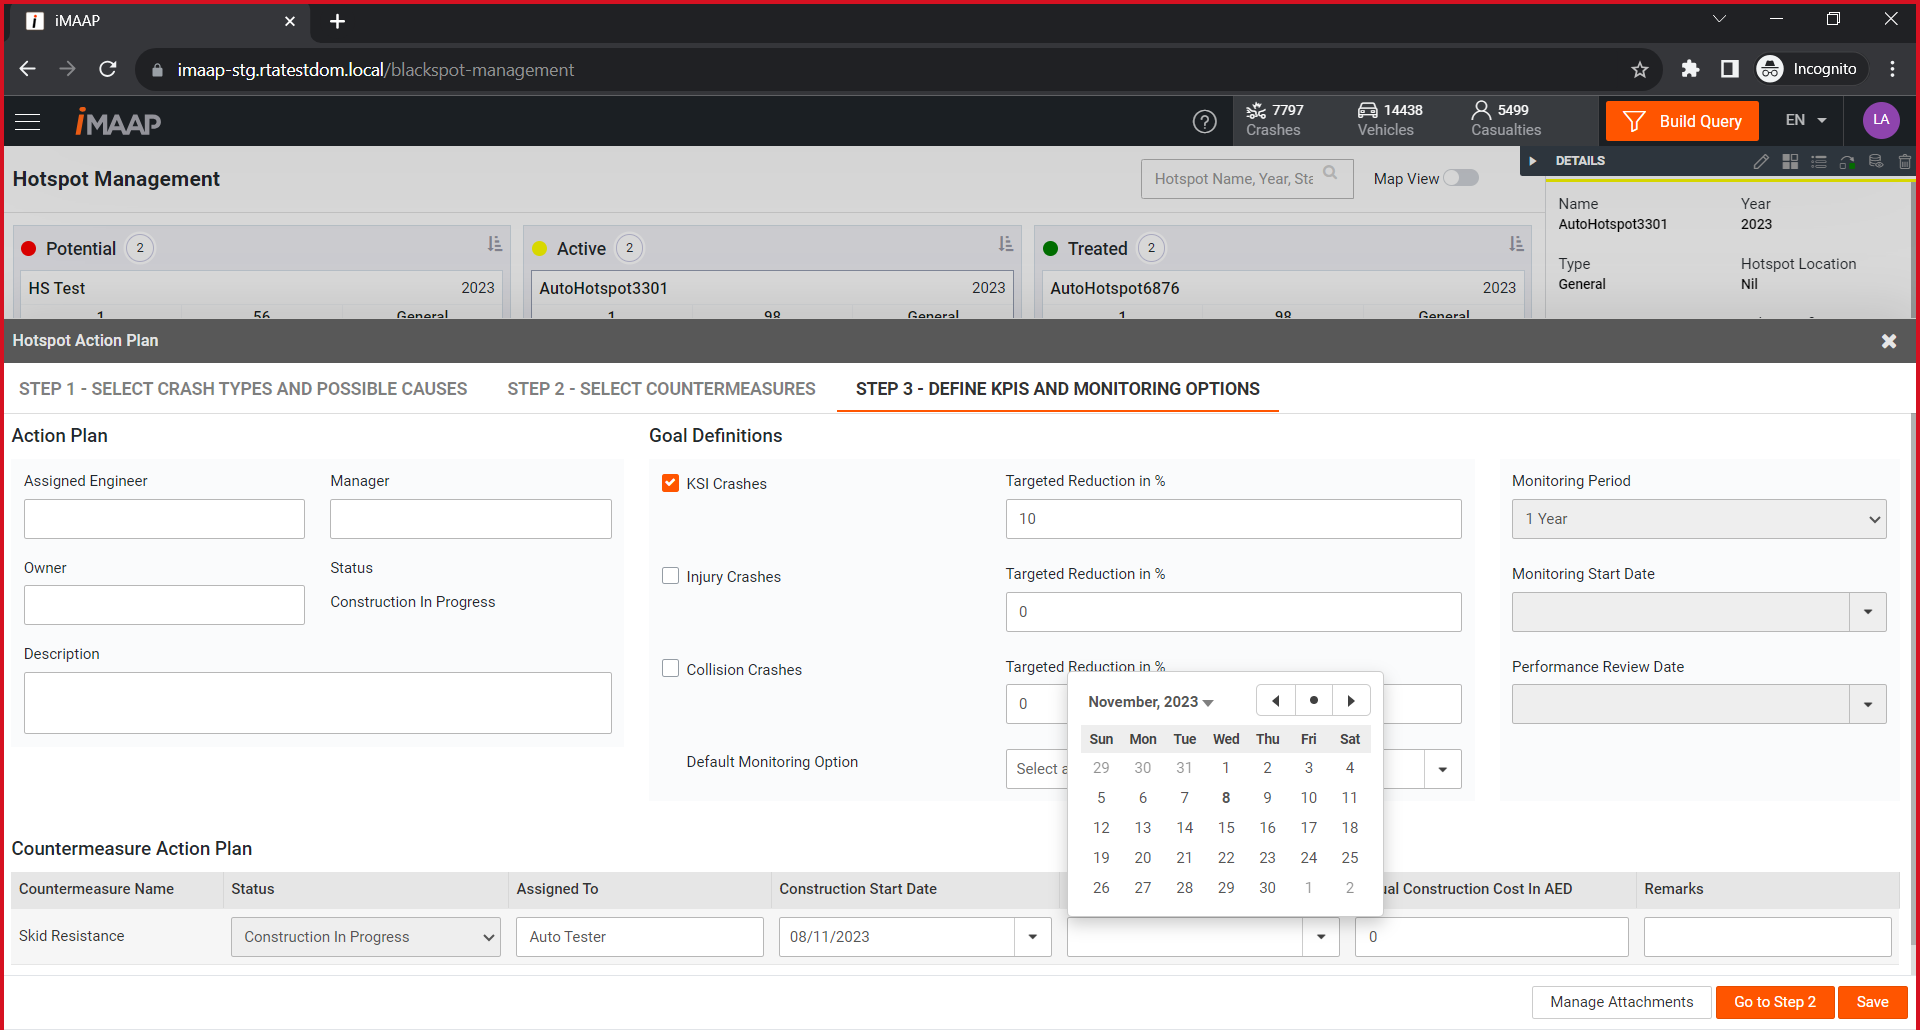 iMAAP
imaap-stg.rtatestdom.local/blackspot-management
Incognito
iMAAP
7797
Crashes
14438
Vehicles
5499
Casualties
Build Query
EN
LA
Hotspot Management
Hotspot Name, Year, Sta
Map View
DETAILS
Name
AutoHotspot3301
Year
2023
Type
General
Hotspot Location
Nil
Potential 2
HS Test 2023
1 56 General
Active 2
AutoHotspot3301 2023
1 98 General
Treated 2
AutoHotspot6876 2023
1 98 General
Hotspot Action Plan
STEP 1 - SELECT CRASH TYPES AND POSSIBLE CAUSES
STEP 2 - SELECT COUNTERMEASURES
STEP 3 - DEFINE KPIS AND MONITORING OPTIONS
Action Plan
Assigned Engineer
Manager
Owner
Status
Construction In Progress
Description
Goal Definitions
KSI Crashes
Targeted Reduction in %
10
Injury Crashes
Targeted Reduction in %
0
Collision Crashes
Targeted Reduction in %
0
Default Monitoring Option
Select a
Monitoring Period
1 Year
Monitoring Start Date
Performance Review Date
November, 2023
Sun Mon Tue Wed Thu Fri Sat
29 30 31 1 2 3 4
5 6 7 8 9 10 11
12 13 14 15 16 17 18
19 20 21 22 23 24 25
26 27 28 29 30 1 2
Countermeasure Action Plan
Countermeasure Name Status Assigned To Construction Start Date ual Construction Cost In AED Remarks
Skid Resistance Construction In Progress Auto Tester 08/11/2023 0
Manage Attachments
Go to Step 2
Save